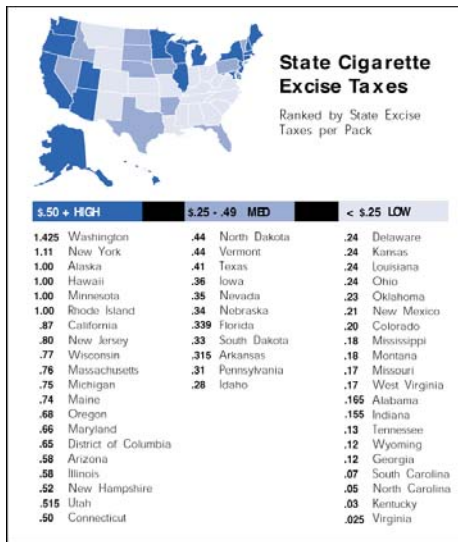 State Cigarette
Excise Taxes
Ranked by State Excise
Taxes per Pack
$.50 + HIGH
1.425 Washington
1.11 New York
1.00 Alaska
1.00 Hawaii
1.00 Minnesota
1.00 Rhode Island
.87 California
.80 New Jersey
.77 Wisconsin
.76 Massachusetts
.75 Michigan
.74 Maine
.68 Oregon
.66 Maryland
.65 District of Columbia
.58 Arizona
.58 Illinois
.52 New Hampshire
.515 Utah
.50 Connecticut
$.25 - .49 MED
.44 North Dakota
.44 Vermont
.41 Texas
.36 Iowa
.35 Nevada
.34 Nebraska
.339 Florida
.33 South Dakota
.315 Arkansas
.31 Pennsylvania
.28 Idaho
< $.25 LOW
.24 Delaware
.24 Kansas
.24 Louisiana
.24 Ohio
.23 Oklahoma
.21 New Mexico
.20 Colorado
.18 Mississippi
.18 Montana
.17 Missouri
.17 West Virginia
.165 Alabama
.155 Indiana
.13 Tennessee
.12 Wyoming
.12 Georgia
.07 South Carolina
.05 North Carolina
.03 Kentucky
.025 Virginia